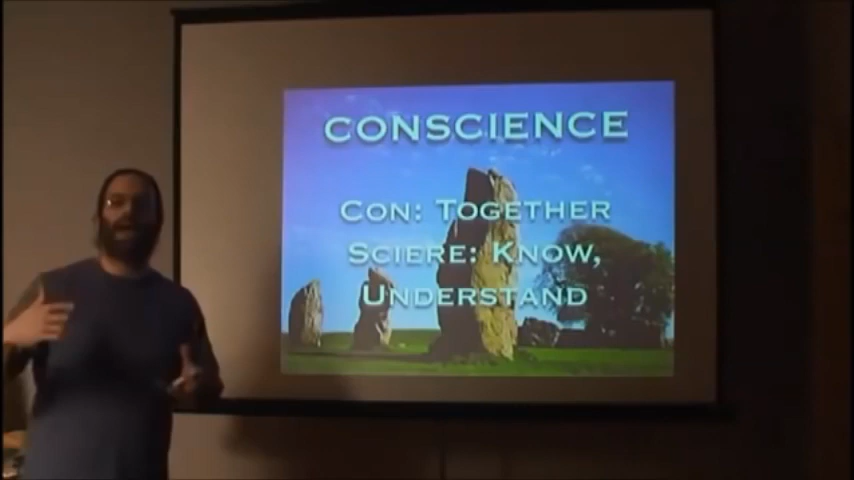 CONSCIENCE
CON: TOGETHER
SCIERE: KNOW,
UNDERSTAND